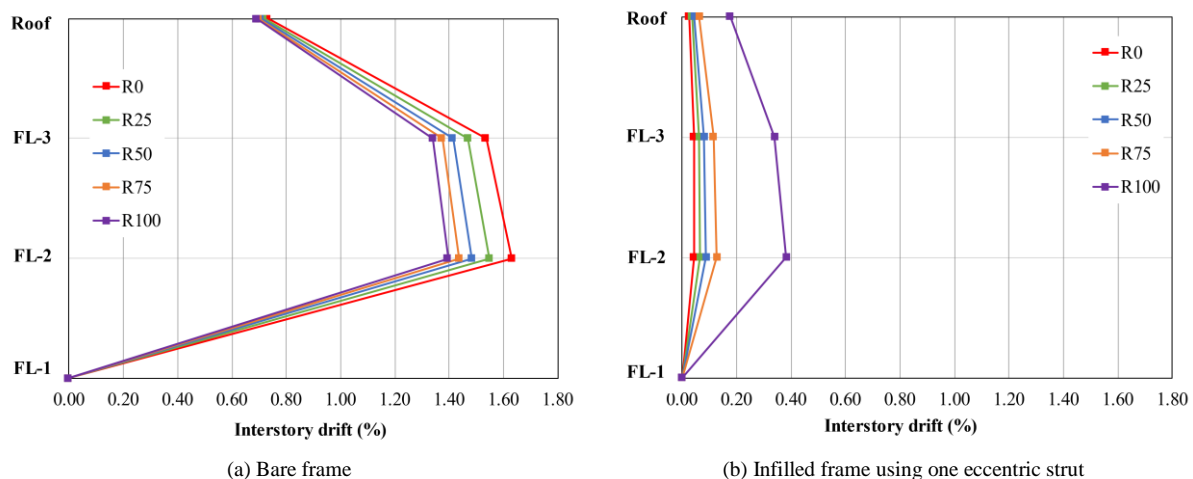 Roof
FL-3
FL-2
FL-1
R0
R25
R50
R75
R100
0.00 0.20 0.40 0.60 0.80 1.00 1.20 1.40 1.60 1.80
Interstory drift (%)
(a) Bare frame
Roof
FL-3
FL-2
FL-1
R0
R25
R50
R75
R100
0.00 0.20 0.40 0.60 0.80 1.00 1.20 1.40 1.60 1.80
Interstory drift (%)
(b) Infilled frame using one eccentric strut